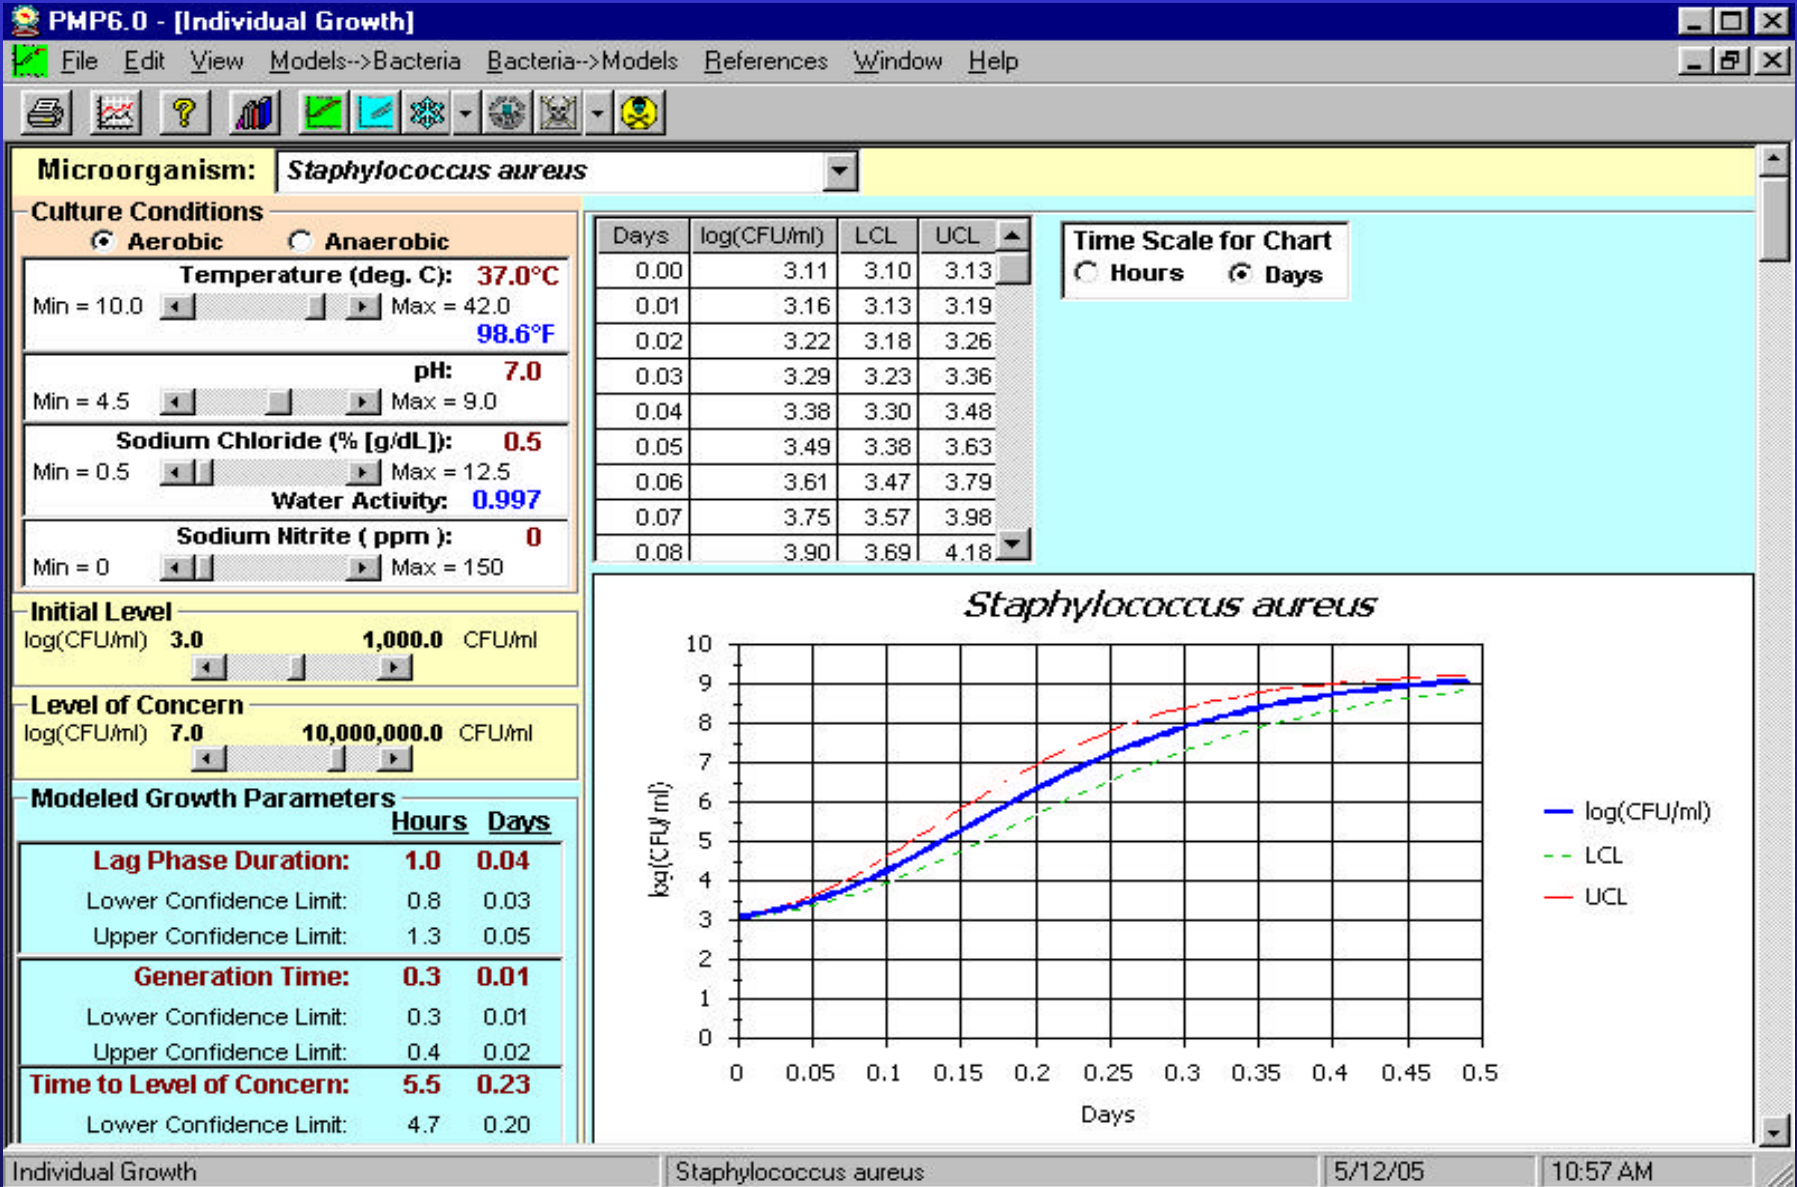 PMP6.0 - [Individual Growth]
File Edit View Models-->Bacteria Bacteria-->Models References Window Help
Microorganism: Staphylococcus aureus
Culture Conditions
Aerobic Anaerobic
Temperature (deg. C): 37.0°C
Min = 10.0 Max = 42.0
98.6°F
pH: 7.0
Min = 4.5 Max = 9.0
Sodium Chloride (% [g/dL]): 0.5
Min = 0.5 Max = 12.5
Water Activity: 0.997
Sodium Nitrite ( ppm ): 0
Min = 0 Max = 150
Initial Level
log(CFU/ml) 3.0 1,000.0 CFU/ml
Level of Concern
log(CFU/ml) 7.0 10,000,000.0 CFU/ml
Modeled Growth Parameters
Hours Days
Lag Phase Duration: 1.0 0.04
Lower Confidence Limit: 0.8 0.03
Upper Confidence Limit: 1.3 0.05
Generation Time: 0.3 0.01
Lower Confidence Limit: 0.3 0.01
Upper Confidence Limit: 0.4 0.02
Time to Level of Concern: 5.5 0.23
Lower Confidence Limit: 4.7 0.20
Days log(CFU/ml) LCL UCL
0.00 3.11 3.10 3.13
0.01 3.16 3.13 3.19
0.02 3.22 3.18 3.26
0.03 3.29 3.23 3.36
0.04 3.38 3.30 3.48
0.05 3.49 3.38 3.63
0.06 3.61 3.47 3.79
0.07 3.75 3.57 3.98
0.08 3.90 3.69 4.18
Time Scale for Chart
Hours Days
Staphylococcus aureus
10
9
8
7
6
5
4
3
2
1
0
log(CFU/ml)
0 0.05 0.1 0.15 0.2 0.25 0.3 0.35 0.4 0.45 0.5
Days
log(CFU/ml)
LCL
UCL
Individual Growth Staphylococcus aureus 5/12/05 10:57 AM